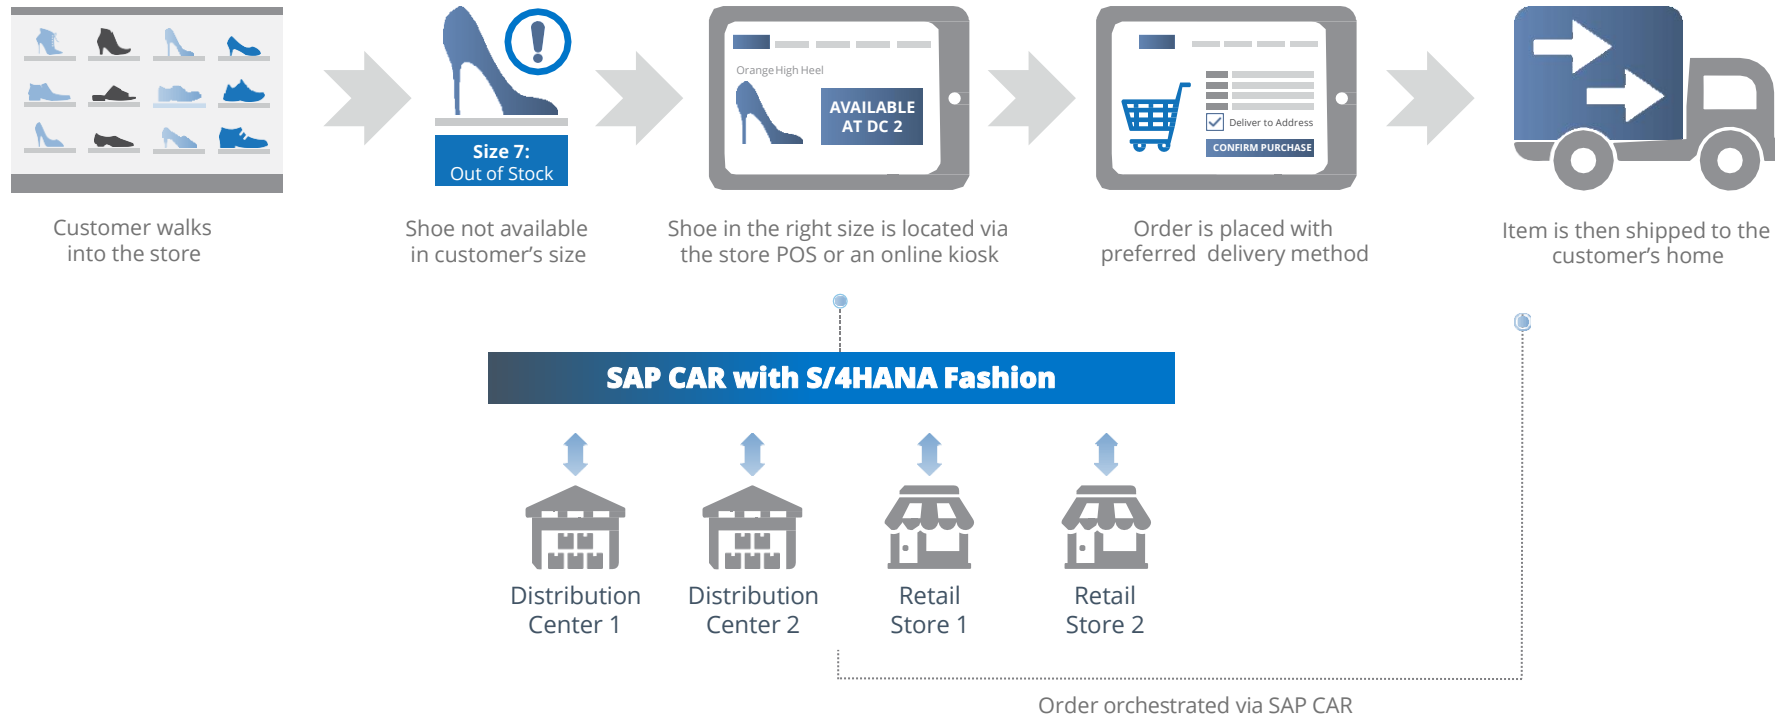 Size 7:
Out of Stock
Orange High Heel
AVAILABLE
AT DC 2
Deliver to Address
CONFIRM PURCHASE
Customer walks
into the store
Shoe not available
in customer's size
Shoe in the right size is located via
the store POS or an online kiosk
Order is placed with
preferred delivery method
Item is then shipped to the
customer's home
SAP CAR with S/4HANA Fashion
Distribution
Center 1
Distribution
Center 2
Retail
Store 1
Retail
Store 2
Order orchestrated via SAP CAR